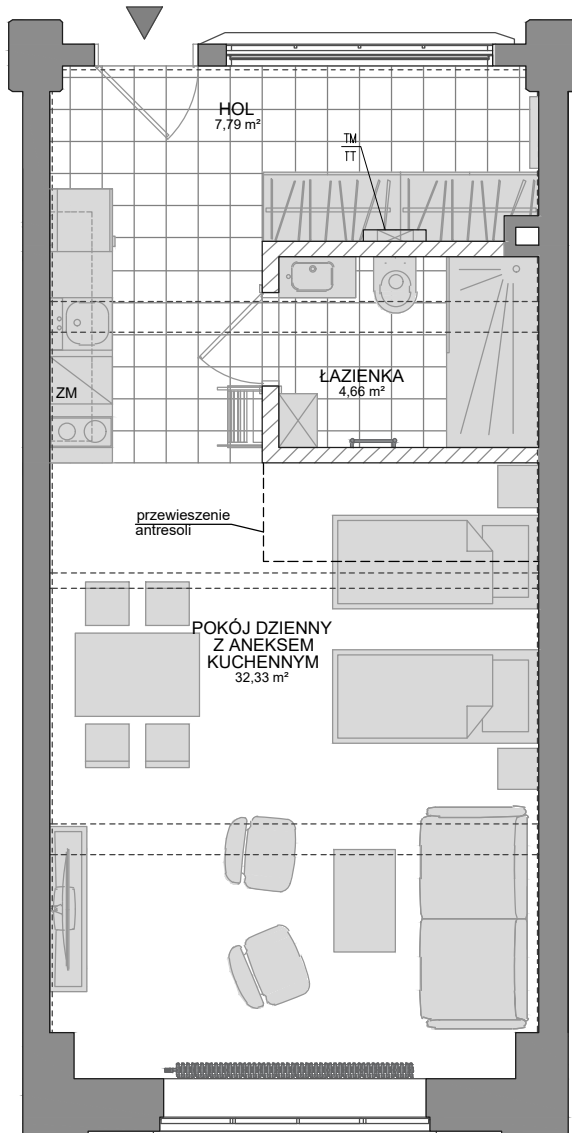 HOL
7,79 m²
TM
TT
ŁAZIENKA
4,66 m²
ZM
przewieszenie
antresoli
POKÓJ DZIENNY
Z ANEKSEM
KUCHENNYM
32,33 m²